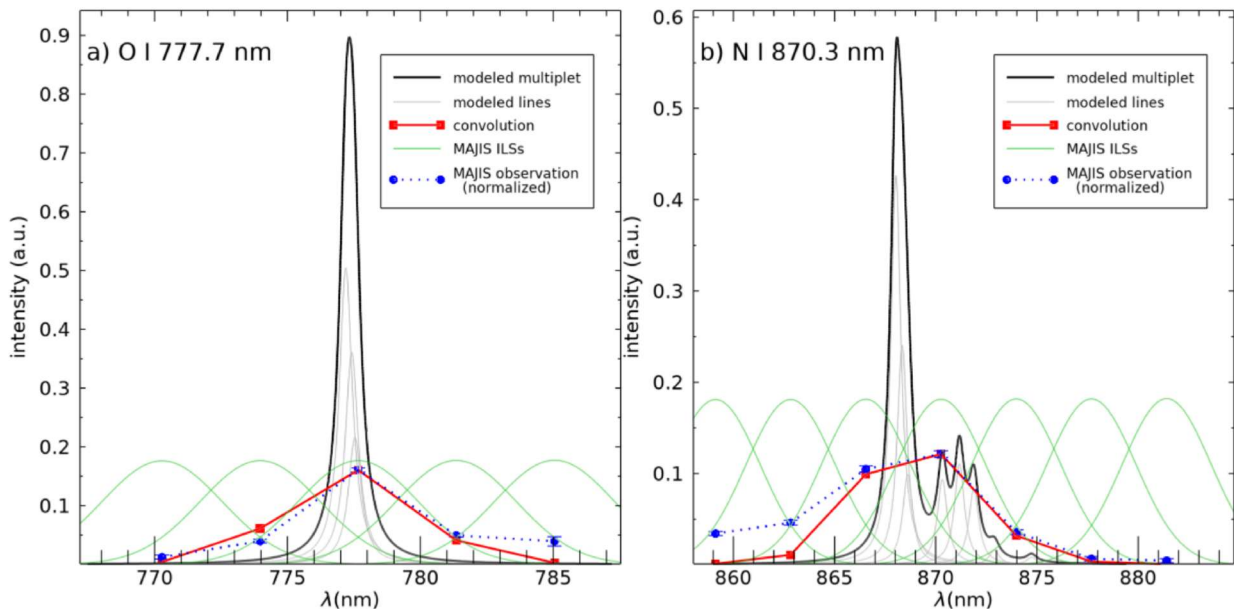 a) O I 777.7 nm
modeled multiplet
modeled lines
convolution
MAJIS ILSs
MAJIS observation
(normalized)
intensity (a.u.)
0.9
0.8
0.7
0.6
0.5
0.4
0.3
0.2
0.1
770
775
780
785
λ(nm)
b) N I 870.3 nm
modeled multiplet
modeled lines
convolution
MAJIS ILSs
MAJIS observation
(normalized)
intensity (a.u.)
0.6
0.5
0.4
0.3
0.2
0.1
860
865
870
875
880
λ(nm)